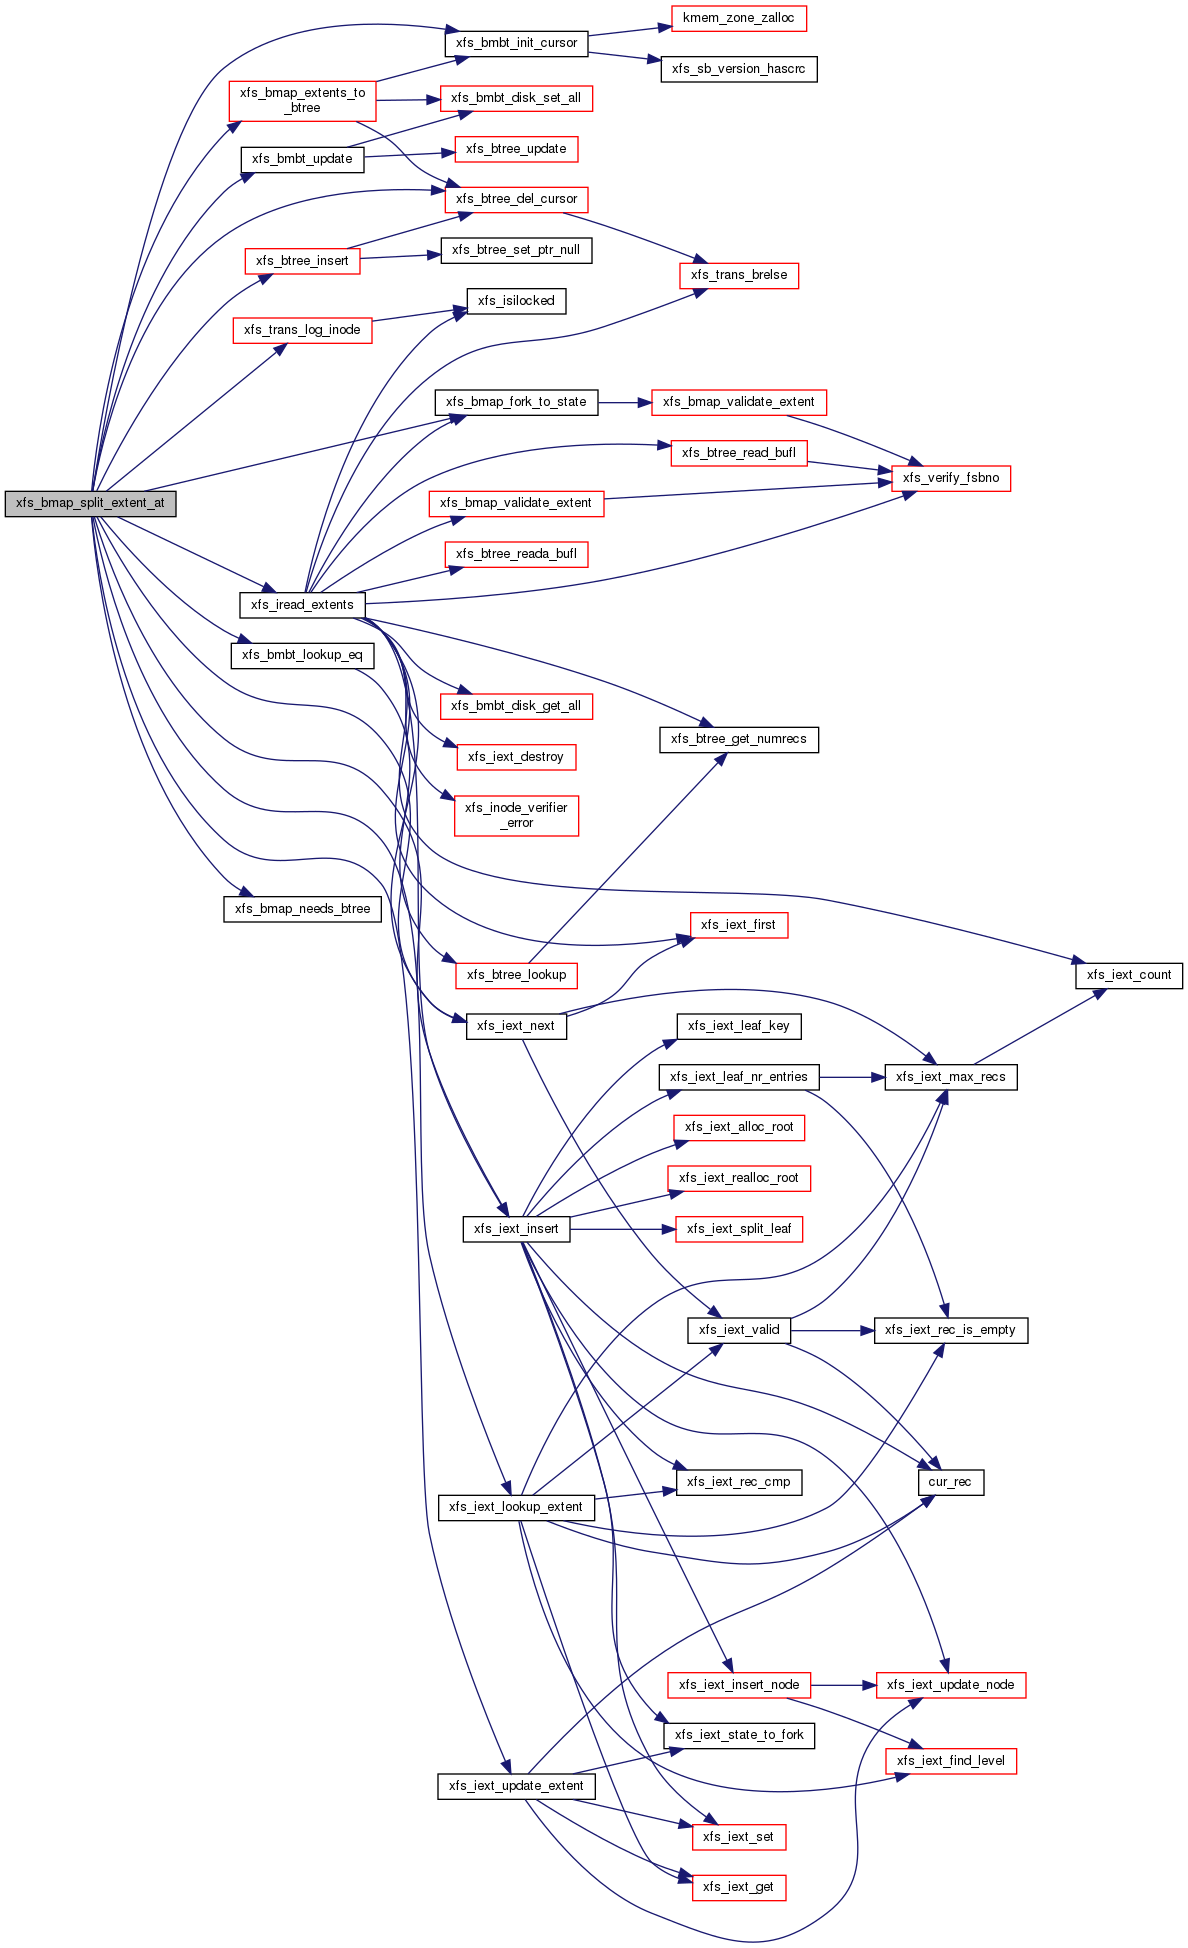 kmem_zone_zalloc
xfs_bmbt_init_cursor
xfs_sb_version_hascrc
xfs_bmap_extents_to
_btree
xfs_bmbt_disk_set_all
xfs_bmbt_update
xfs_btree_update
xfs_btree_del_cursor
xfs_btree_insert
xfs_btree_set_ptr_null
xfs_trans_brelse
xfs_isilocked
xfs_trans_log_inode
xfs_bmap_fork_to_state
xfs_bmap_validate_extent
xfs_btree_read_bufl
xfs_verify_fsbno
xfs_bmap_split_extent_at
xfs_bmap_validate_extent
xfs_btree_reada_bufl
xfs_iread_extents
xfs_bmbt_lookup_eq
xfs_bmbt_disk_get_all
xfs_btree_get_numrecs
xfs_iext_destroy
xfs_inode_verifier
_error
xfs_bmap_needs_btree
xfs_iext_first
xfs_btree_lookup
xfs_iext_count
xfs_iext_next
xfs_iext_leaf_key
xfs_iext_leaf_nr_entries
xfs_iext_max_recs
xfs_iext_alloc_root
xfs_iext_realloc_root
xfs_iext_insert
xfs_iext_split_leaf
xfs_iext_valid
xfs_iext_rec_is_empty
xfs_iext_rec_cmp
cur_rec
xfs_iext_lookup_extent
xfs_iext_insert_node
xfs_iext_update_node
xfs_iext_state_to_fork
xfs_iext_find_level
xfs_iext_update_extent
xfs_iext_set
xfs_iext_get